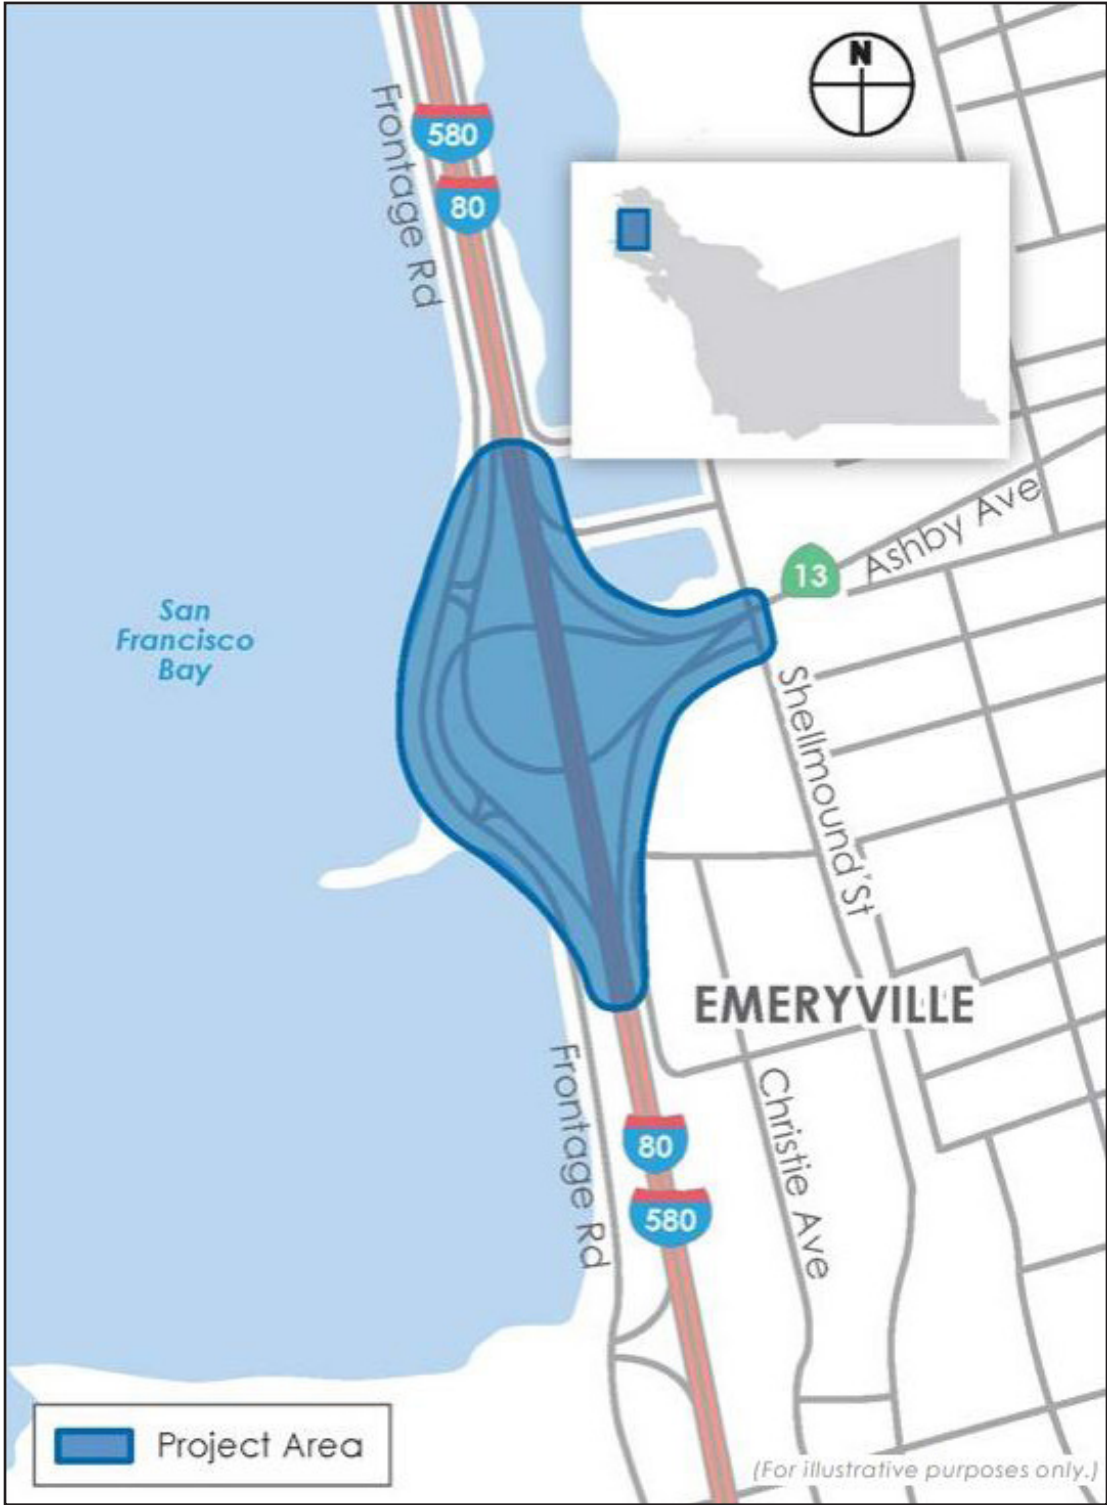 N
Frontage Rd
580
80
Ashby Ave
13
San
Francisco
Bay
Shellmound St
EMERYVILLE
Frontage Rd
Christie Ave
80
580
Project Area
(For illustrative purposes only.)